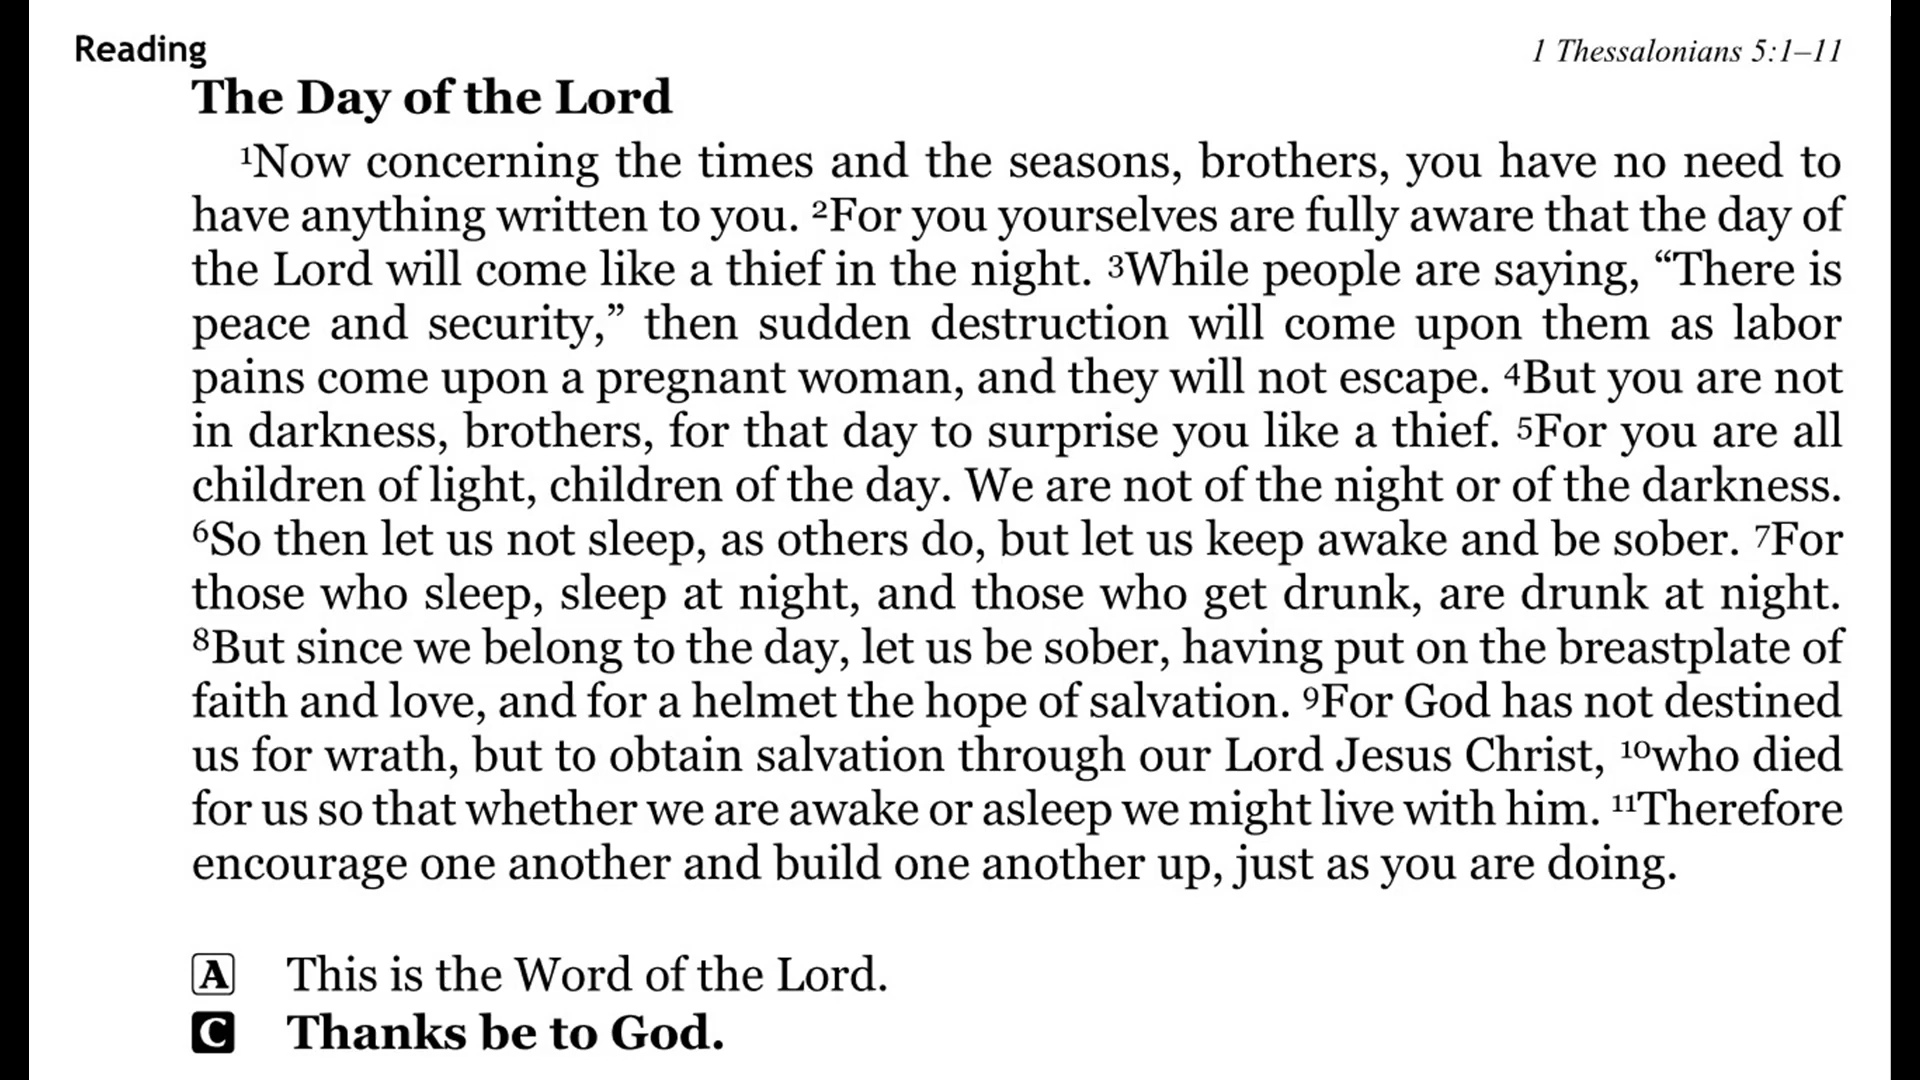 Reading
1 Thessalonians 5:1–11
The Day of the Lord
¹Now concerning the times and the seasons, brothers, you have no need to
have anything written to you. ²For you yourselves are fully aware that the day of
the Lord will come like a thief in the night. ³While people are saying, “There is
peace and security,” then sudden destruction will come upon them as labor
pains come upon a pregnant woman, and they will not escape. ⁴But you are not
in darkness, brothers, for that day to surprise you like a thief. ⁵For you are all
children of light, children of the day. We are not of the night or of the darkness.
⁶So then let us not sleep, as others do, but let us keep awake and be sober. ⁷For
those who sleep, sleep at night, and those who get drunk, are drunk at night.
⁸But since we belong to the day, let us be sober, having put on the breastplate of
faith and love, and for a helmet the hope of salvation. ⁹For God has not destined
us for wrath, but to obtain salvation through our Lord Jesus Christ, ¹⁰who died
for us so that whether we are awake or asleep we might live with him. ¹¹Therefore
encourage one another and build one another up, just as you are doing.
A This is the Word of the Lord.
C Thanks be to God.